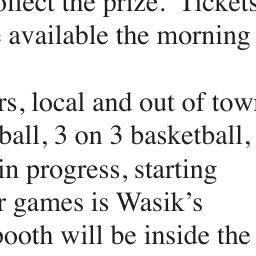 ollect the prize. Tickets
available the morning
rs, local and out of town
ball, 3 on 3 basketball,
in progress, starting
r games is Wasik’s
booth will be inside the